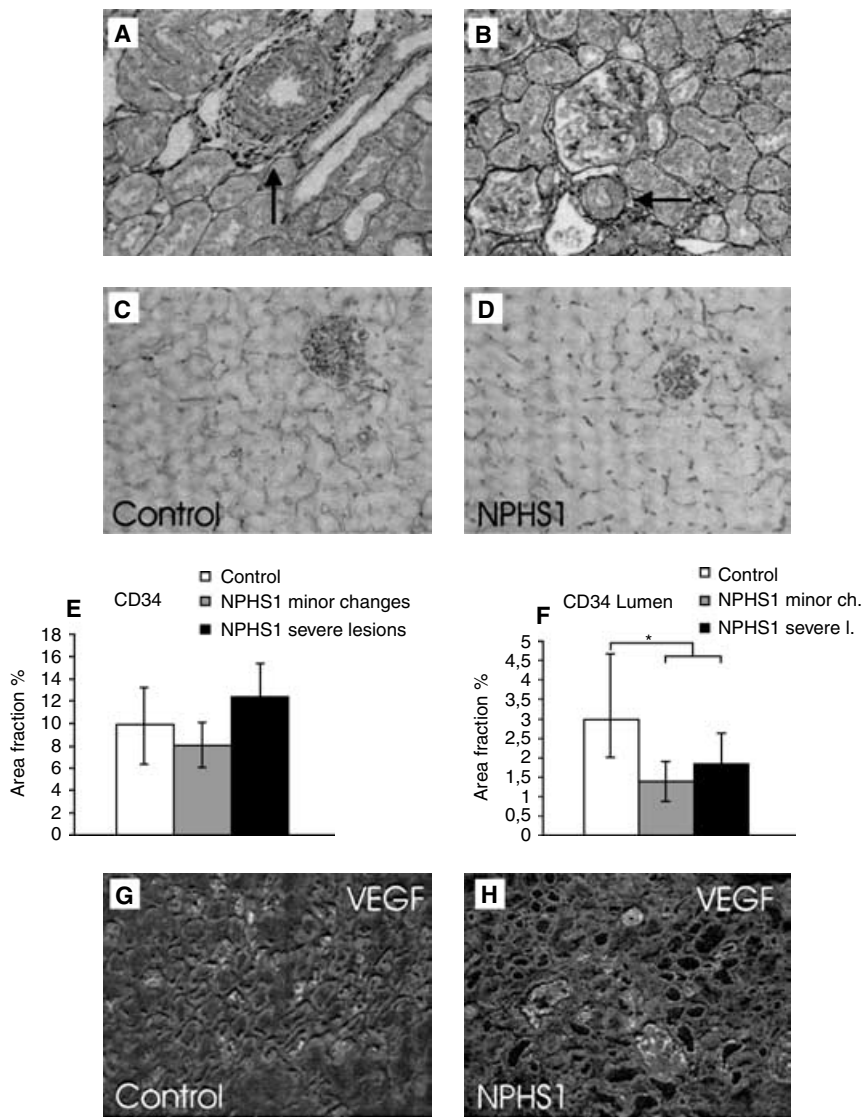 A
B
C
Control
D
NPHS1
E
CD34
Control
NPHS1 minor changes
NPHS1 severe lesions
Area fraction %
18
16
14
12
10
8
6
4
2
0
F
CD34 Lumen
Control
NPHS1 minor ch.
NPHS1 severe l.
*
Area fraction %
5
4,5
4
3,5
3
2,5
2
1,5
1
0,5
0
G
VEGF
Control
H
VEGF
NPHS1